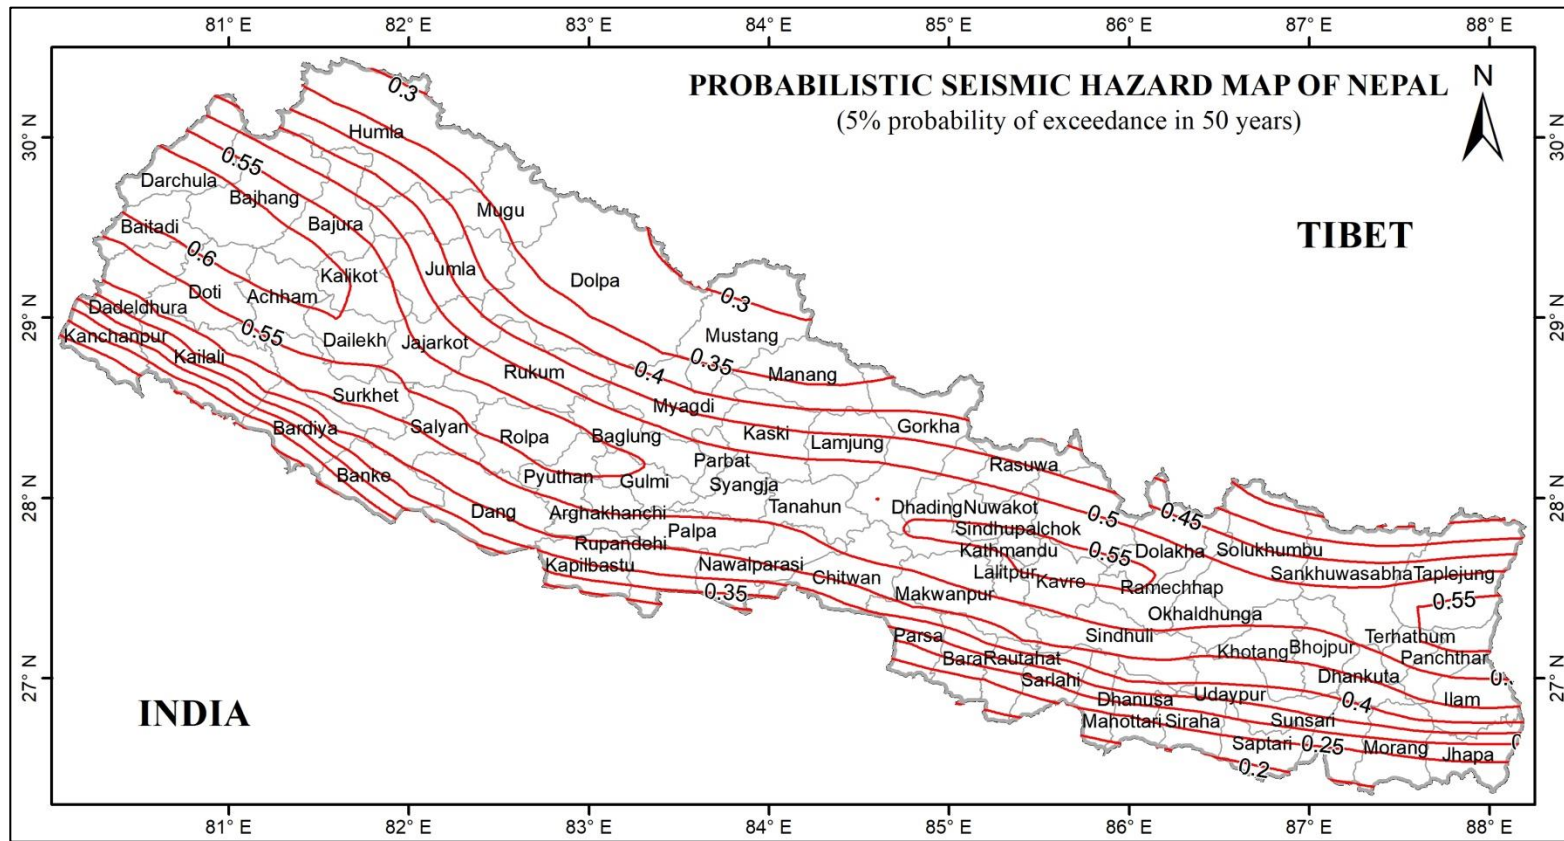 81° E 82° E 83° E 84° E 85° E 86° E 87° E 88° E
PROBABILISTIC SEISMIC HAZARD MAP OF NEPAL
(5% probability of exceedance in 50 years)
N
30° N 30° N
29° N 29° N
28° N 28° N
27° N 27° N
TIBET
INDIA
0.3
Humla
0.55
Darchula
Bajhang
Mugu
Baitadi
Bajura
0.6
Kalikot
Jumla
Dolpa
Doti
Achham
0.3
Dadeldhura
Kanchanpur
0.55
Dailekh
Jajarkot
Mustang
Kailali
Rukum
0.4
0.35
Manang
Surkhet
Myagdi
Bardiya
Salyan
Rolpa
Baglung
Kaski
Lamjung
Gorkha
Banke
Pyuthan
Gulmi
Parbat
Syangja
Rasuwa
Dang
Arghakhanchi
Tanahun
Dhading
Nuwakot
0.5
0.45
Palpa
Sindhupalchok
Rupandehi
Kathmandu
0.55
Dolakha
Solukhumbu
Kapilbastu
Nawalparasi
Chitwan
Lalitpur
Kavre
Ramechhap
Sankhuwasabha
Taplejung
0.35
Makwanpur
Okhaldhunga
0.55
Parsa
Sindhuli
Terhathum
Bara
Rautahat
Khotang
Bhojpur
Panchthar
Sarlahi
Dhankuta
Dhanusa
Udaypur
0.4
Ilam
Mahottari
Siraha
Sunsari
Saptari
0.25
Morang
Jhapa
0.2
81° E 82° E 83° E 84° E 85° E 86° E 87° E 88° E